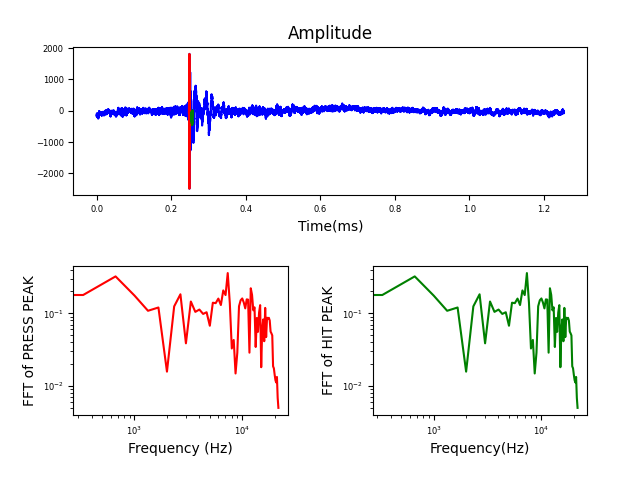 Amplitude
2000
1000
0
−1000
−2000
0.0 0.2 0.4 0.6 0.8 1.0 1.2
Time(ms)
FFT of PRESS PEAK
10⁻¹
10⁻²
10³ 10⁴
Frequency (Hz)
FFT of HIT PEAK
10⁻¹
10⁻²
10³ 10⁴
Frequency(Hz)